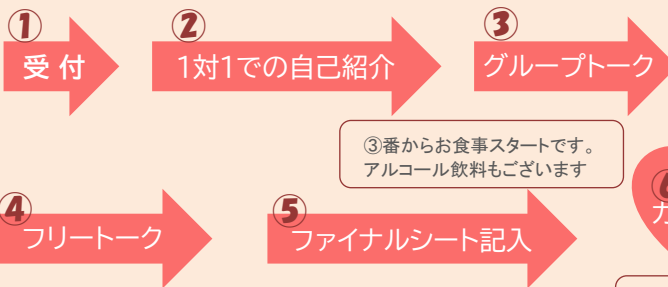 ①
受付
②
1対1での自己紹介
③
グループトーク
③番からお食事スタートです。
アルコール飲料もございます
④
フリートーク
⑤
ファイナルシート記入